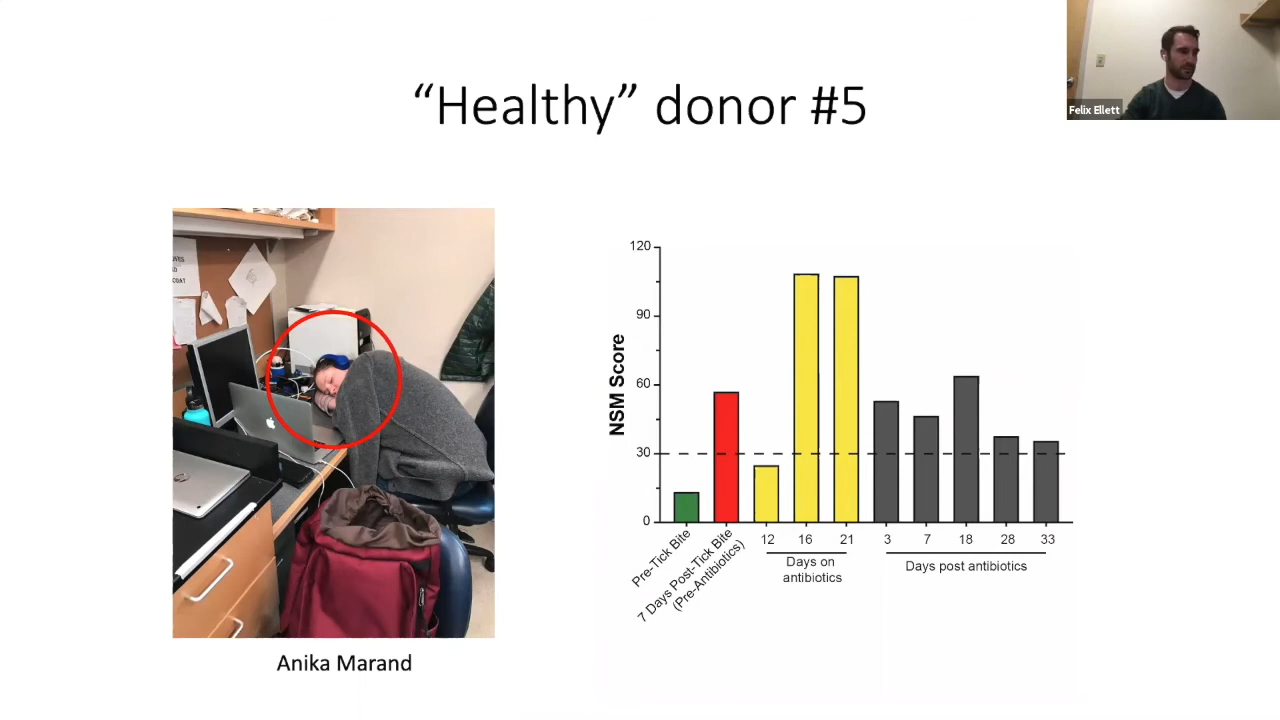 “Healthy” donor #5
Felix Ellett
NSM Score
120
90
60
30
0
Pre-Tick Bite
7 Days Post-Tick Bite
(Pre-Antibiotics)
12 16 21
Days on
antibiotics
3 7 18 28 33
Days post antibiotics
Anika Marand